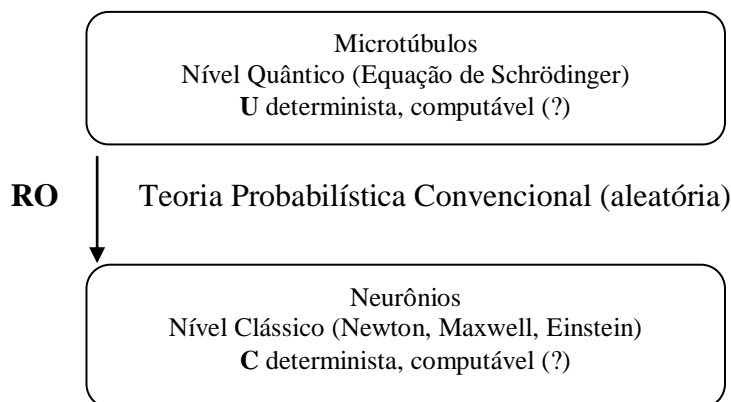 Microtúbulos
Nível Quântico (Equação de Schrödinger)
U determinista, computável (?)
RO Teoria Probabilística Convencional (aleatória)
Neurônios
Nível Clássico (Newton, Maxwell, Einstein)
C determinista, computável (?)